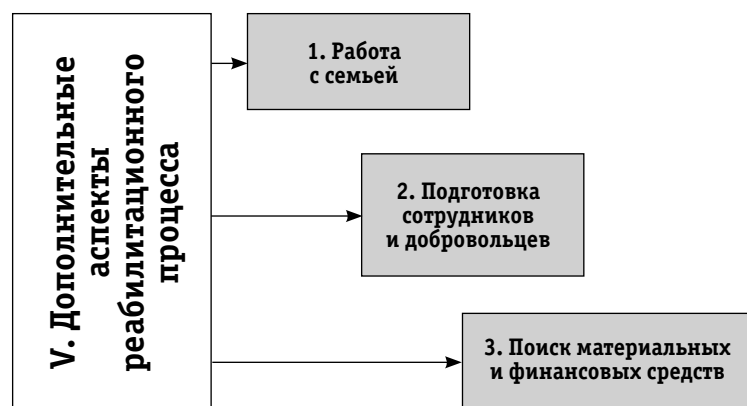 V. Дополнительные
аспекты
реабилитационного
процесса
1. Работа
с семьей
2. Подготовка
сотрудников
и добровольцев
3. Поиск материальных
и финансовых средств